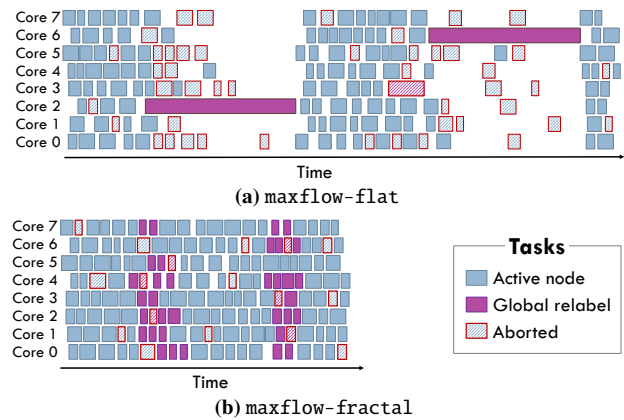 Core 7
Core 6
Core 5
Core 4
Core 3
Core 2
Core 1
Core 0
Time
(a) maxflow-flat
Core 7
Core 6
Core 5
Core 4
Core 3
Core 2
Core 1
Core 0
Time
(b) maxflow-fractal
Tasks
Active node
Global relabel
Aborted